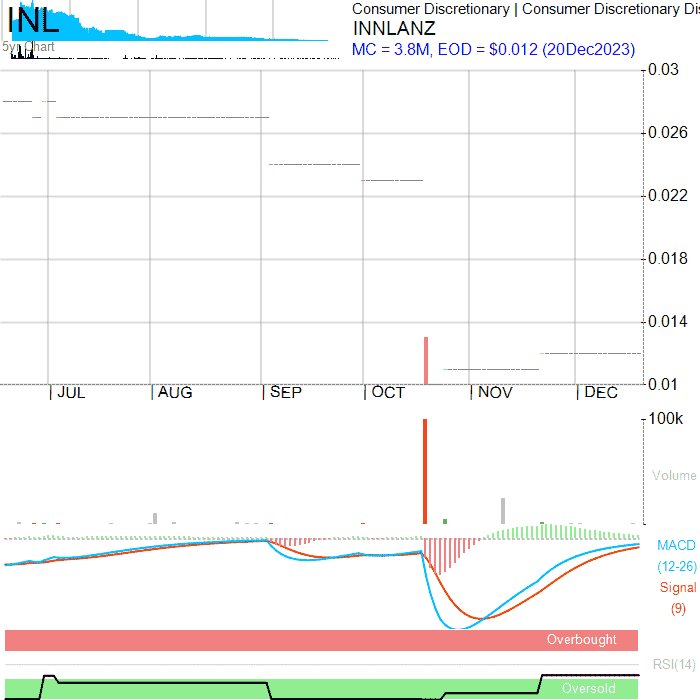 INL
5yr Chart
Consumer Discretionary | Consumer Discretionary Dis
INNLANZ
MC = 3.8M, EOD = $0.012 (20Dec2023)
0.03
0.026
0.022
0.018
0.014
0.01
JUL
AUG
SEP
OCT
NOV
DEC
100k
Volume
MACD
(12-26)
Signal
(9)
Overbought
RSI(14)
Oversold